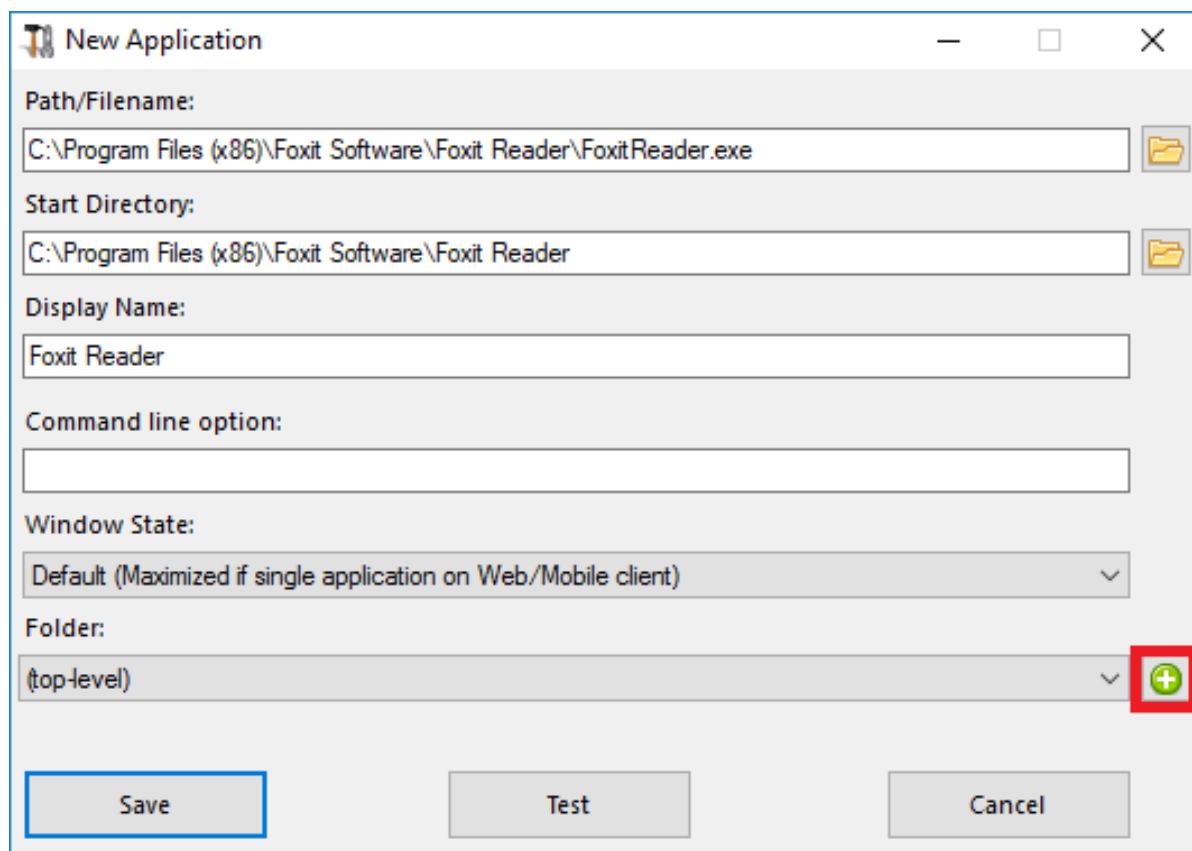 New Application
Path/Filename:
C:\Program Files (x86)\Foxit Software\Foxit Reader\FoxitReader.exe
Start Directory:
C:\Program Files (x86)\Foxit Software\Foxit Reader
Display Name:
Foxit Reader
Command line option:
Window State:
Default (Maximized if single application on Web/Mobile client)
Folder:
(top-level)
Save Test Cancel